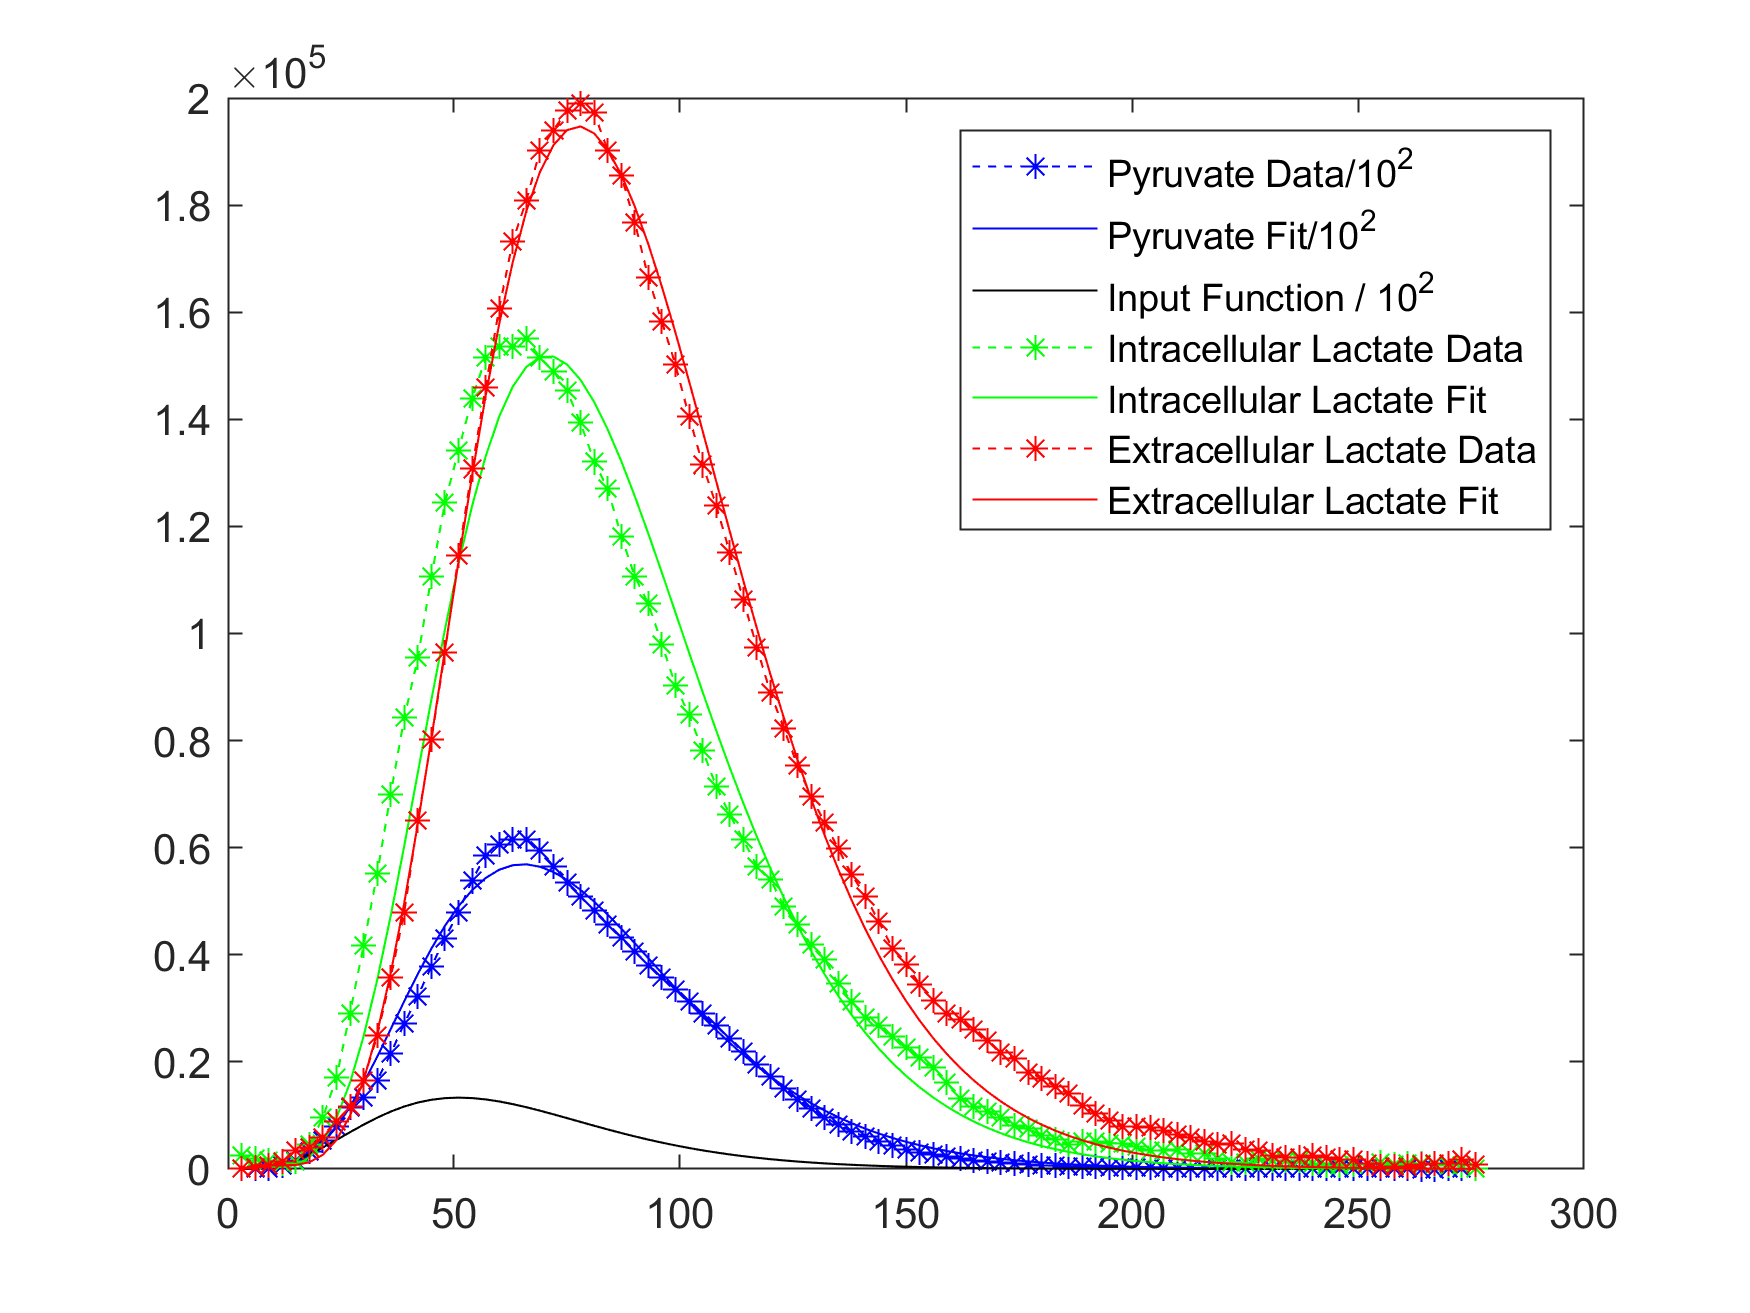 ×10^5
2
1.8
1.6
1.4
1.2
1
0.8
0.6
0.4
0.2
0
0 50 100 150 200 250 300
Pyruvate Data/10^2
Pyruvate Fit/10^2
Input Function / 10^2
Intracellular Lactate Data
Intracellular Lactate Fit
Extracellular Lactate Data
Extracellular Lactate Fit